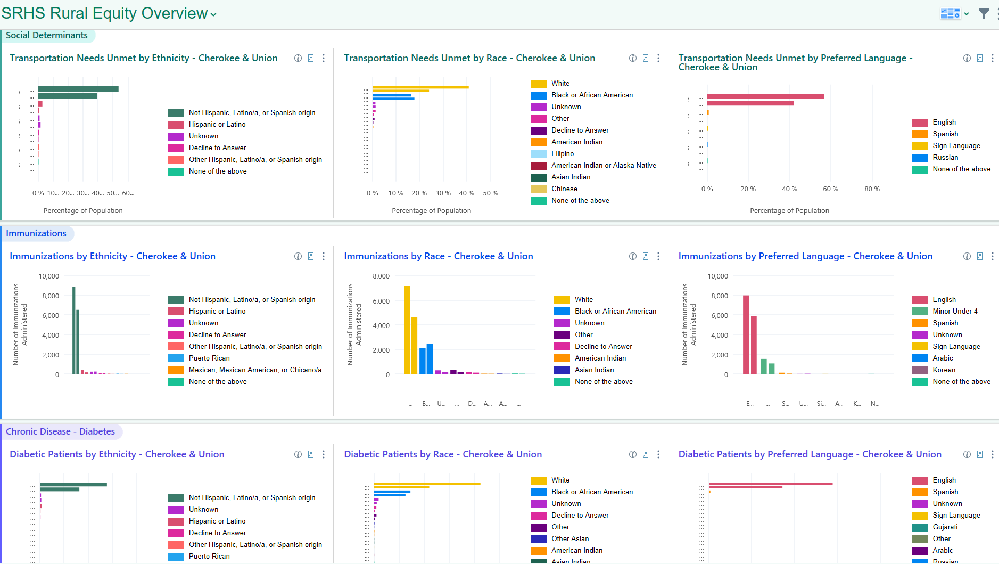 SRHS Rural Equity Overview
Social Determinants
Transportation Needs Unmet by Ethnicity - Cherokee & Union
...
...
...
...
...
...
...
...
...
...
...
...
0 % 10... 20... 30... 40... 50... 60...
Percentage of Population
Not Hispanic, Latino/a, or Spanish origin
Hispanic or Latino
Unknown
Decline to Answer
Other Hispanic, Latino/a, or Spanish origin
None of the above
Transportation Needs Unmet by Race - Cherokee & Union
0 % 10 % 20 % 30 % 40 % 50 %
Percentage of Population
White
Black or African American
Unknown
Other
Decline to Answer
American Indian
Filipino
American Indian or Alaska Native
Asian Indian
Chinese
None of the above
Transportation Needs Unmet by Preferred Language -
Cherokee & Union
0 % 20 % 40 % 60 % 80 %
Percentage of Population
English
Spanish
Sign Language
Russian
None of the above
Immunizations
Immunizations by Ethnicity - Cherokee & Union
Number of Immunizations
Administered
10,000
8,000
6,000
4,000
2,000
0
Not Hispanic, Latino/a, or Spanish origin
Hispanic or Latino
Unknown
Decline to Answer
Other Hispanic, Latino/a, or Spanish origin
Puerto Rican
Mexican, Mexican American, or Chicano/a
None of the above
Immunizations by Race - Cherokee & Union
Number of Immunizations
Administered
8,000
6,000
4,000
2,000
0
... B... U... ... D... A... A... ...
White
Black or African American
Unknown
Other
Decline to Answer
American Indian
Asian Indian
None of the above
Immunizations by Preferred Language - Cherokee & Union
Number of Immunizations
Administered
10,000
8,000
6,000
4,000
2,000
0
E... ... S... U... Si... A... K... N...
English
Minor Under 4
Spanish
Unknown
Sign Language
Arabic
Korean
None of the above
Chronic Disease - Diabetes
Diabetic Patients by Ethnicity - Cherokee & Union
Not Hispanic, Latino/a, or Spanish origin
Unknown
Hispanic or Latino
Decline to Answer
Other Hispanic, Latino/a, or Spanish origin
Puerto Rican
Diabetic Patients by Race - Cherokee & Union
White
Black or African American
Unknown
Decline to Answer
Other
Other Asian
American Indian
Asian Indian
Diabetic Patients by Preferred Language - Cherokee & Union
English
Spanish
Unknown
Sign Language
Gujarati
Other
Arabic
Russian